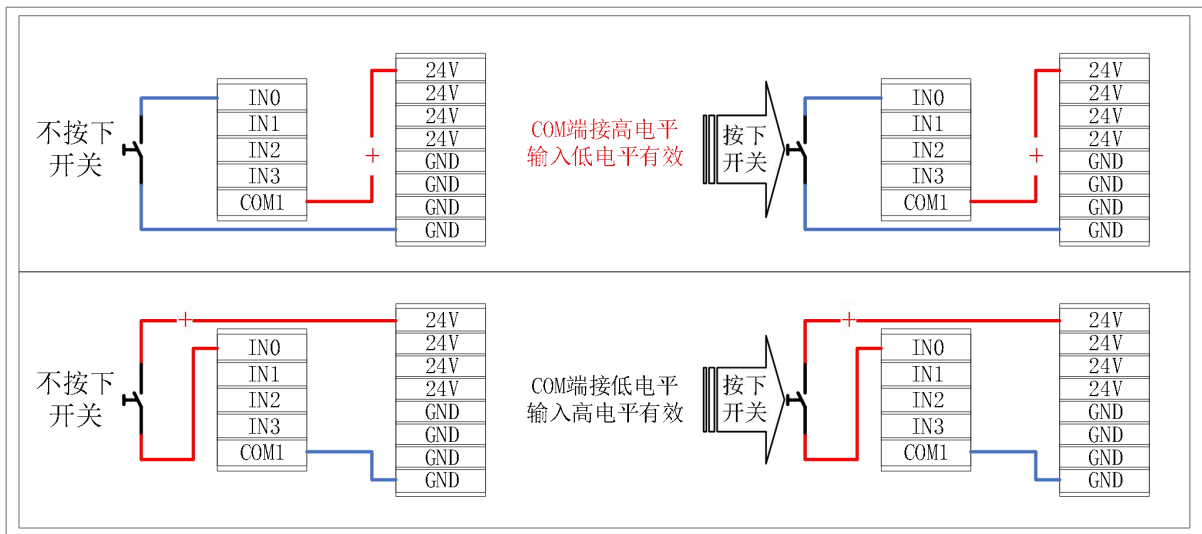 不按下
开关
IN0
IN1
IN2
IN3
COM1
+
24V
24V
24V
24V
GND
GND
GND
GND
COM端接高电平
输入低电平有效
按下
开关
IN0
IN1
IN2
IN3
COM1
+
24V
24V
24V
24V
GND
GND
GND
GND
不按下
开关
+
IN0
IN1
IN2
IN3
COM1
24V
24V
24V
24V
GND
GND
GND
GND
COM端接低电平
输入高电平有效
按下
开关
+
IN0
IN1
IN2
IN3
COM1
24V
24V
24V
24V
GND
GND
GND
GND